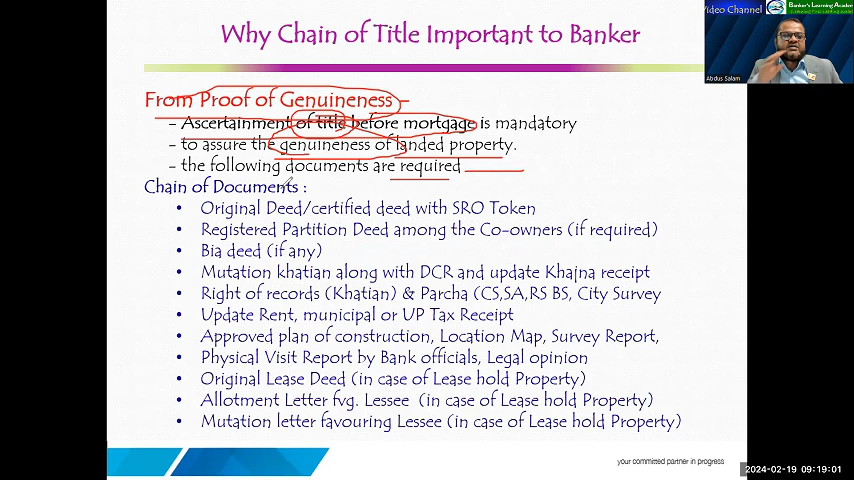 Why Chain of Title Important to Banker
Video Channel
Banker's Learning Academ
Abdus Salam
From Proof of Genuineness –
- Ascertainment of title before mortgage is mandatory
- to assure the genuineness of landed property.
- the following documents are required
Chain of Documents :
• Original Deed/certified deed with SRO Token
• Registered Partition Deed among the Co-owners (if required)
• Bia deed (if any)
• Mutation khatian along with DCR and update Khajna receipt
• Right of records (Khatian) & Parcha (CS,SA,RS BS, City Survey
• Update Rent, municipal or UP Tax Receipt
• Approved plan of construction, Location Map, Survey Report,
• Physical Visit Report by Bank officials, Legal opinion
• Original Lease Deed (in case of Lease hold Property)
• Allotment Letter fvg. Lessee (in case of Lease hold Property)
• Mutation letter favouring Lessee (in case of Lease hold Property)
your committed partner in progress
2024-02-19 09:19:01